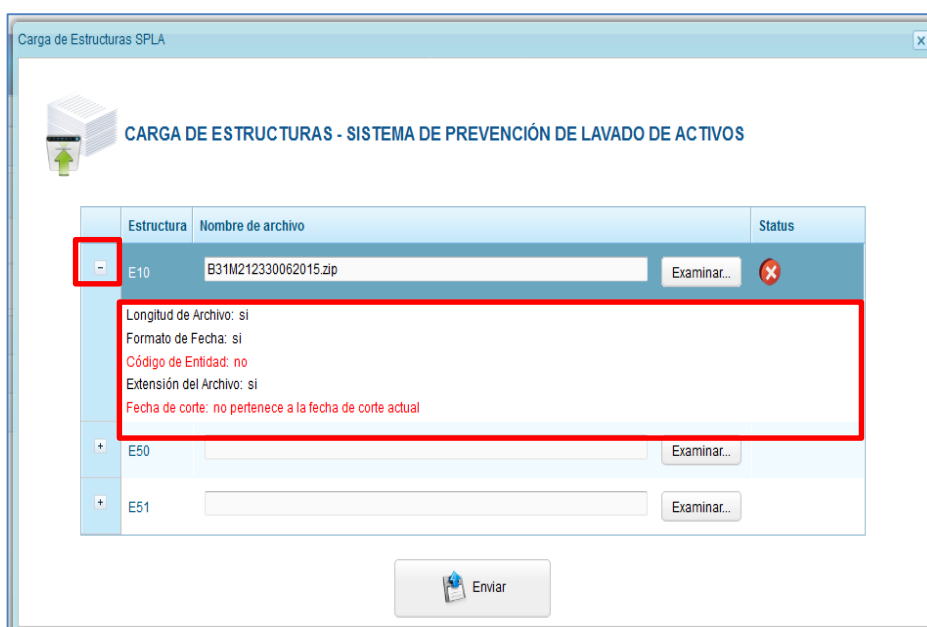 Carga de Estructuras SPLA
CARGA DE ESTRUCTURAS - SISTEMA DE PREVENCIÓN DE LAVADO DE ACTIVOS
Estructura Nombre de archivo Status
E10 B31M212330062015.zip Examinar...
Longitud de Archivo: si
Formato de Fecha: si
Código de Entidad: no
Extensión del Archivo: si
Fecha de corte: no pertenece a la fecha de corte actual
E50 Examinar...
E51 Examinar...
Enviar